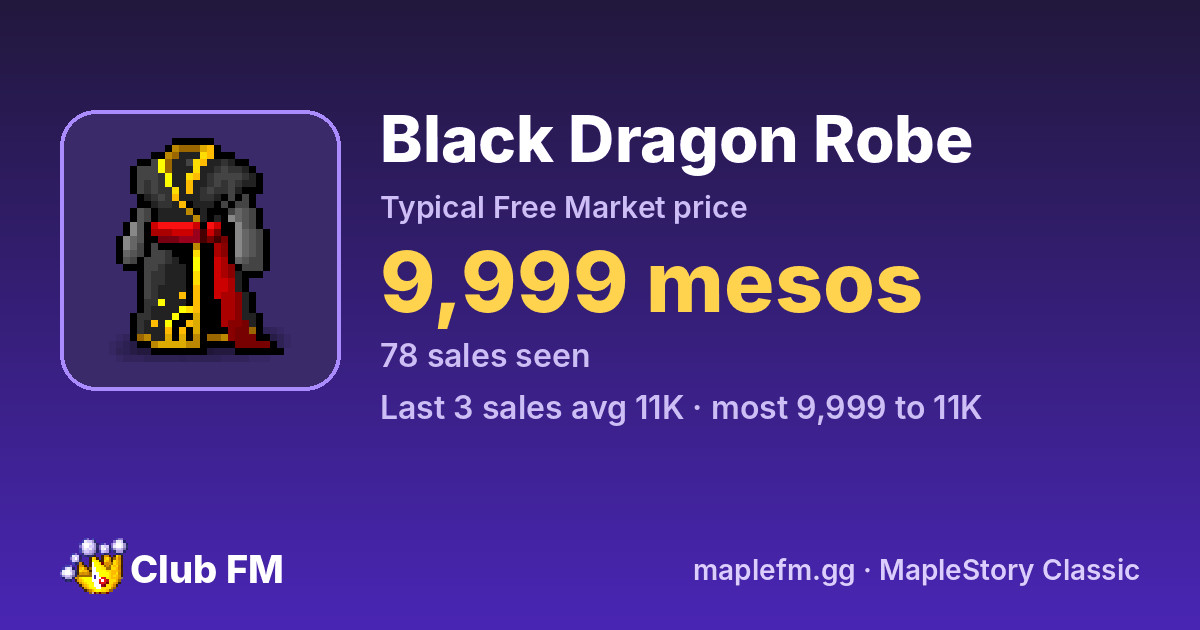 Black Dragon Robe
Typical Free Market price
9,999 mesos
78 sales seen
Last 3 sales avg 11K · most 9,999 to 11K
Club FM
maplefm.gg · MapleStory Classic